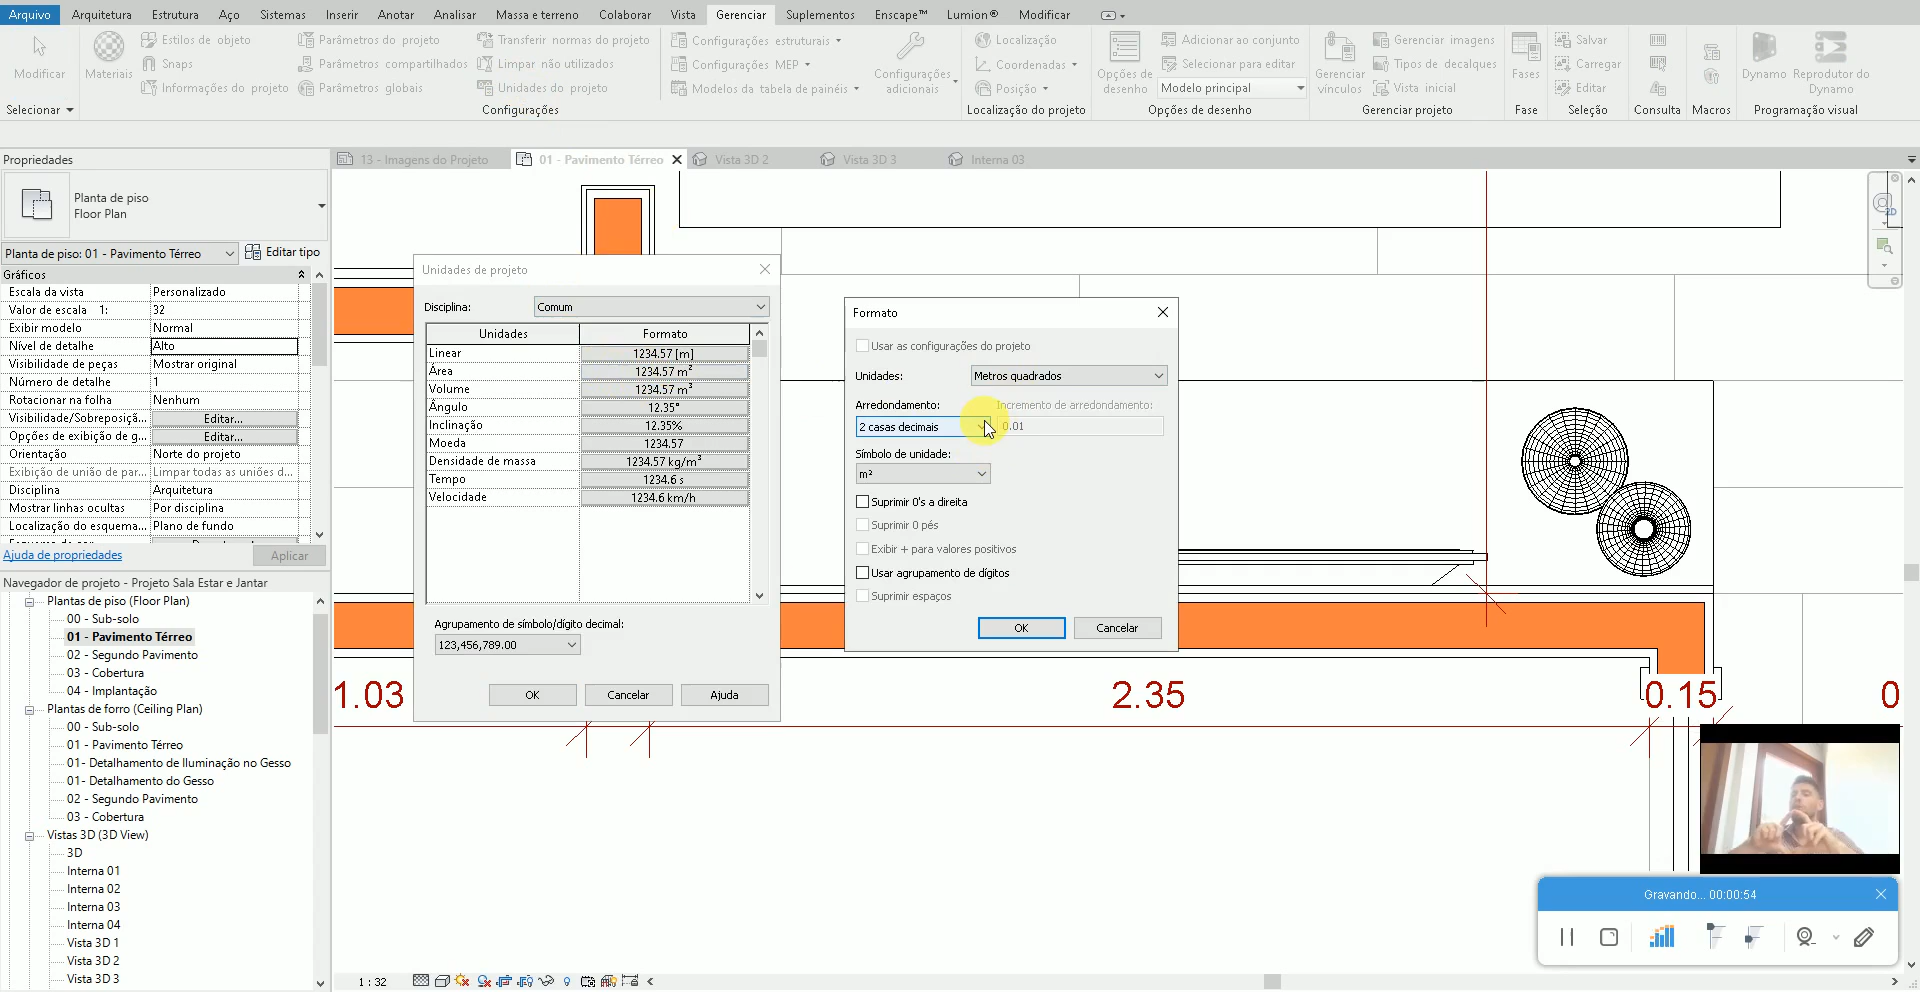 Arquivo Arquitetura Estrutura Aço Sistemas Inserir Anotar Analisar Massa e terreno Colaborar Vista Gerenciar Suplementos Enscape™ Lumion® Modificar
Modificar
Selecionar
Materiais
Estilos de objeto
Snaps
Informações do projeto
Parâmetros do projeto
Parâmetros compartilhados
Parâmetros globais
Transferir normas do projeto
Limpar não utilizados
Unidades do projeto
Configurações
Configurações estruturais
Configurações MEP
Modelos da tabela de painéis
Configurações adicionais
Localização
Coordenadas
Posição
Localização do projeto
Opções de desenho
Adicionar ao conjunto
Selecionar para editar
Modelo principal
Opções de desenho
Gerenciar vínculos
Gerenciar imagens
Tipos de decalques
Vista inicial
Gerenciar projeto
Fases
Fase
Salvar
Carregar
Editar
Seleção
Consulta
Macros
Dynamo
Reprodutor do Dynamo
Programação visual
Propriedades
Planta de piso
Floor Plan
Planta de piso: 01 - Pavimento Térreo
Editar tipo
Gráficos
Escala da vista Personalizado
Valor de escala 1: 32
Exibir modelo Normal
Nível de detalhe Alto
Visibilidade de peças Mostrar original
Número de detalhe 1
Rotacionar na folha Nenhum
Visibilidade/Sobreposiçã... Editar...
Opções de exibição de g... Editar...
Orientação Norte do projeto
Exibição de união de par... Limpar todas as uniões d...
Disciplina Arquitetura
Mostrar linhas ocultas Por disciplina
Localização do esquema... Plano de fundo
Ajuda de propriedades
Aplicar
Navegador de projeto - Projeto Sala Estar e Jantar
Plantas de piso (Floor Plan)
00 - Sub-solo
01 - Pavimento Térreo
02 - Segundo Pavimento
03 - Cobertura
04 - Implantação
Plantas de forro (Ceiling Plan)
00 - Sub-solo
01 - Pavimento Térreo
01- Detalhamento de Iluminação no Gesso
01- Detalhamento do Gesso
02 - Segundo Pavimento
03 - Cobertura
Vistas 3D (3D View)
3D
Interna 01
Interna 02
Interna 03
Interna 04
Vista 3D 1
Vista 3D 2
Vista 3D 3
13 - Imagens do Projeto
01 - Pavimento Térreo
Vista 3D 2
Vista 3D 3
Interna 03
2D
Unidades de projeto
Disciplina: Comum
Unidades Formato
Linear 1234.57 [m]
Área 1234.57 m²
Volume 1234.57 m³
Ângulo 12.35°
Inclinação 12.35%
Moeda 1234.57
Densidade de massa 1234.57 kg/m³
Tempo 1234.6 s
Velocidade 1234.6 km/h
Agrupamento de símbolo/dígito decimal:
123,456,789.00
OK Cancelar Ajuda
Formato
Usar as configurações do projeto
Unidades: Metros quadrados
Arredondamento: Incremento de arredondamento:
2 casas decimais 0.01
Símbolo de unidade:
m²
Suprimir 0's a direita
Suprimir 0 pés
Exibir + para valores positivos
Usar agrupamento de dígitos
Suprimir espaços
OK Cancelar
1.03 2.35 0.15 0
Gravando... 00:00:54
1 : 32